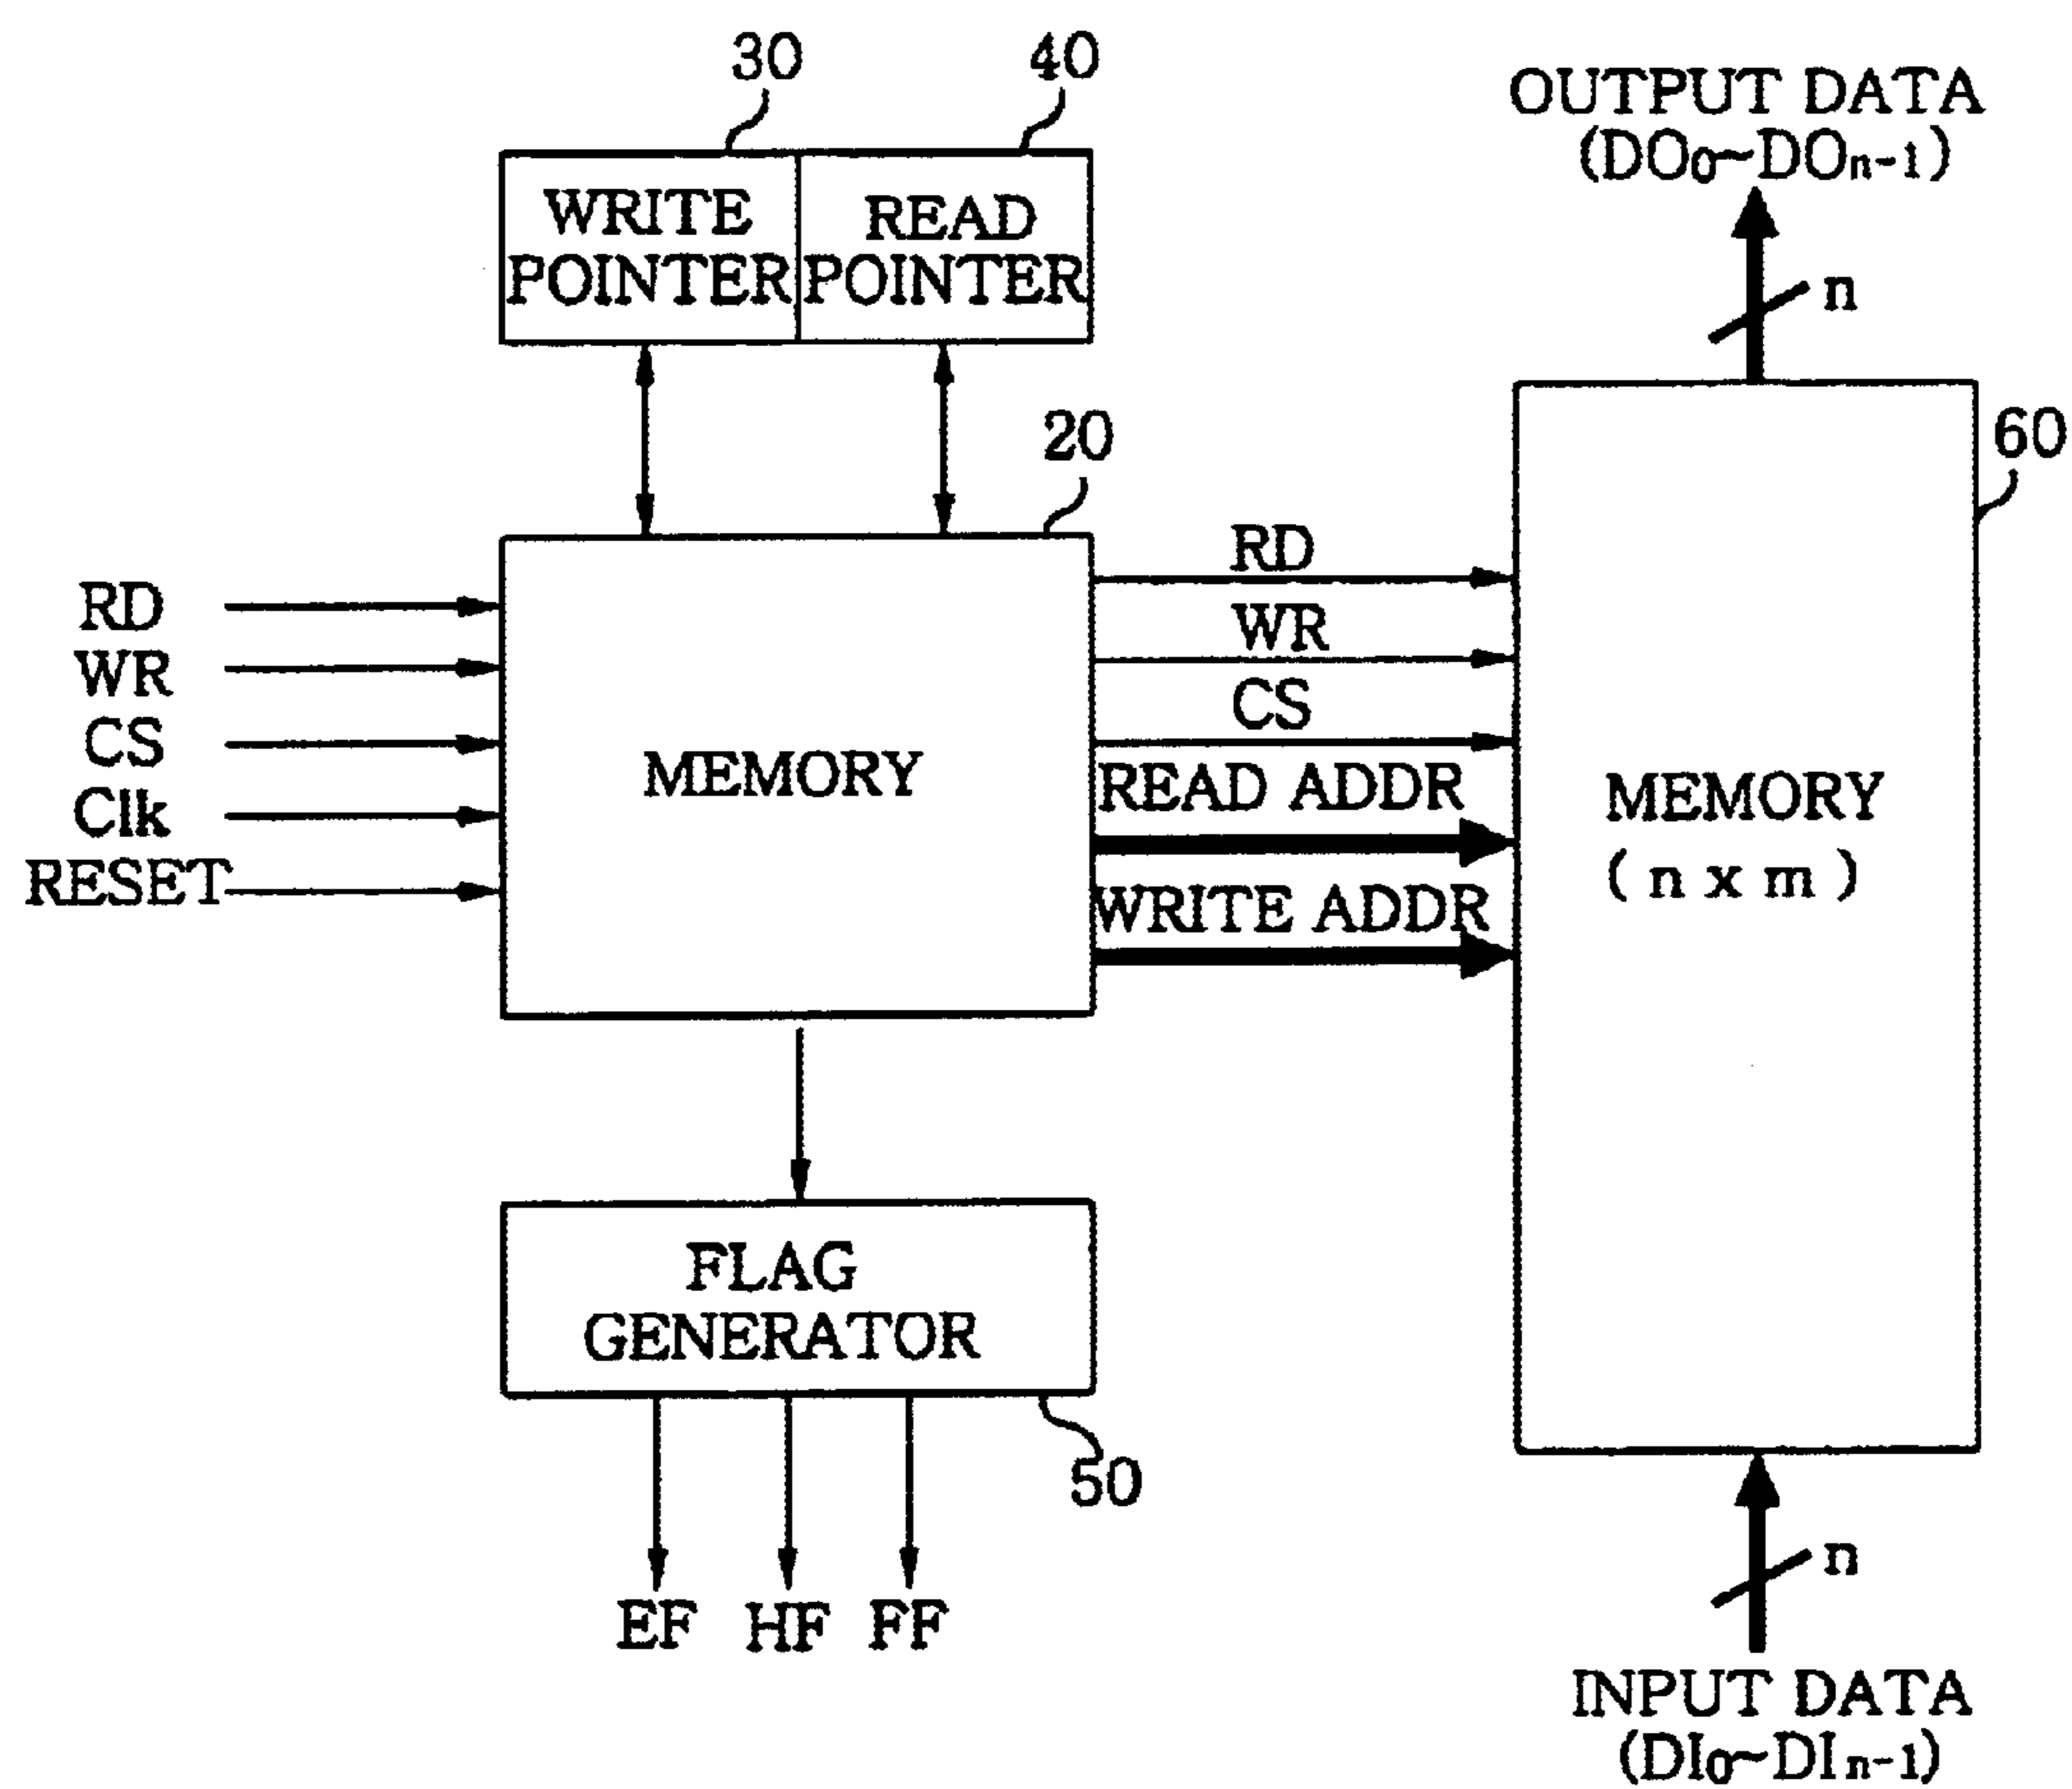 30
40
OUTPUT DATA
(DO0~DOn-1)
WRITE
POINTER
READ
POINTER
n
20
60
RD
WR
CS
Clk
RESET
MEMORY
RD
WR
CS
READ ADDR
WRITE ADDR
MEMORY
( n x m )
FLAG
GENERATOR
50
EF HF FF
n
INPUT DATA
(DI0~DIn-1)